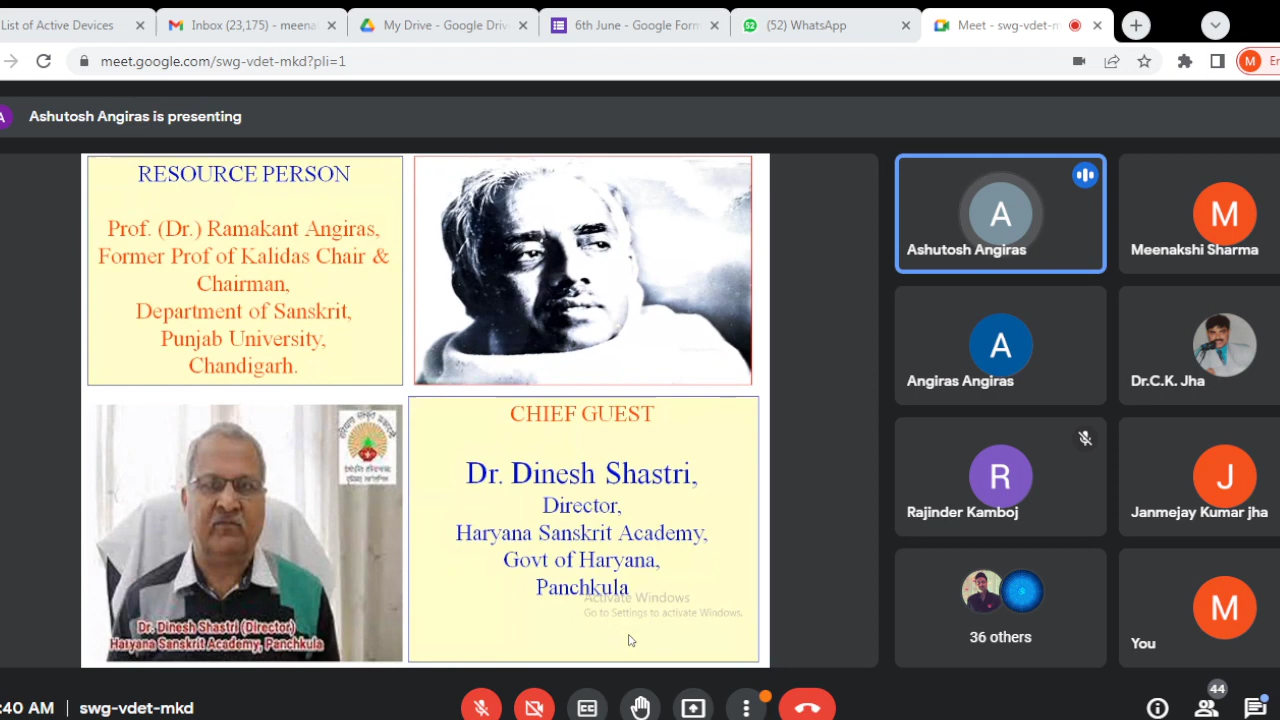 List of Active Devices
Inbox (23,175) - meena
My Drive - Google Driv
6th June - Google Form
(52) WhatsApp
Meet - swg-vdet-m
meet.google.com/swg-vdet-mkd?pli=1
M
Ashutosh Angiras is presenting
RESOURCE PERSON
Prof. (Dr.) Ramakant Angiras,
Former Prof of Kalidas Chair &
Chairman,
Department of Sanskrit,
Punjab University,
Chandigarh.
Dr. Dinesh Shastri (Director)
Haryana Sanskrit Academy, Panchkula
CHIEF GUEST
Dr. Dinesh Shastri,
Director,
Haryana Sanskrit Academy,
Govt of Haryana,
Panchkula
Activate Windows
Go to Settings to activate Windows.
A
Ashutosh Angiras
M
Meenakshi Sharma
A
Angiras Angiras
Dr.C.K. Jha
R
Rajinder Kamboj
J
Janmejay Kumar jha
36 others
M
You
:40 AM | swg-vdet-mkd
44